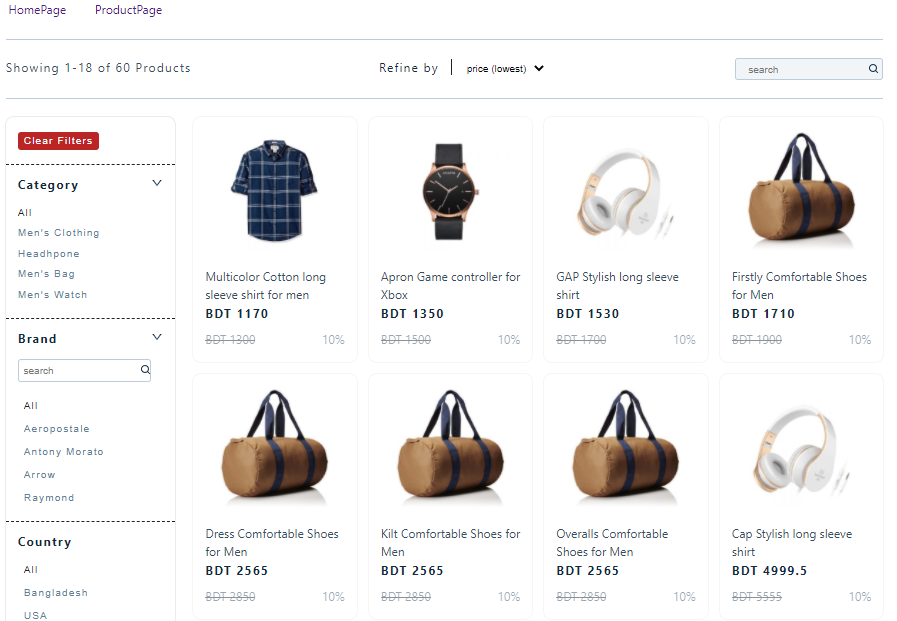 HomePage ProductPage
Showing 1-18 of 60 Products Refine by price (lowest) search
Clear Filters
Category
All
Men's Clothing
Headhpone
Men's Bag
Men's Watch
Brand
search
All
Aeropostale
Antony Morato
Arrow
Raymond
Country
All
Bangladesh
USA
Multicolor Cotton long
sleeve shirt for men
BDT 1170
BDT 1300 10%
Apron Game controller for
Xbox
BDT 1350
BDT 1500 10%
GAP Stylish long sleeve
shirt
BDT 1530
BDT 1700 10%
Firstly Comfortable Shoes
for Men
BDT 1710
BDT 1900 10%
Dress Comfortable Shoes
for Men
BDT 2565
BDT 2850 10%
Kilt Comfortable Shoes for
Men
BDT 2565
BDT 2850 10%
Overalls Comfortable
Shoes for Men
BDT 2565
BDT 2850 10%
Cap Stylish long sleeve
shirt
BDT 4999.5
BDT 5555 10%